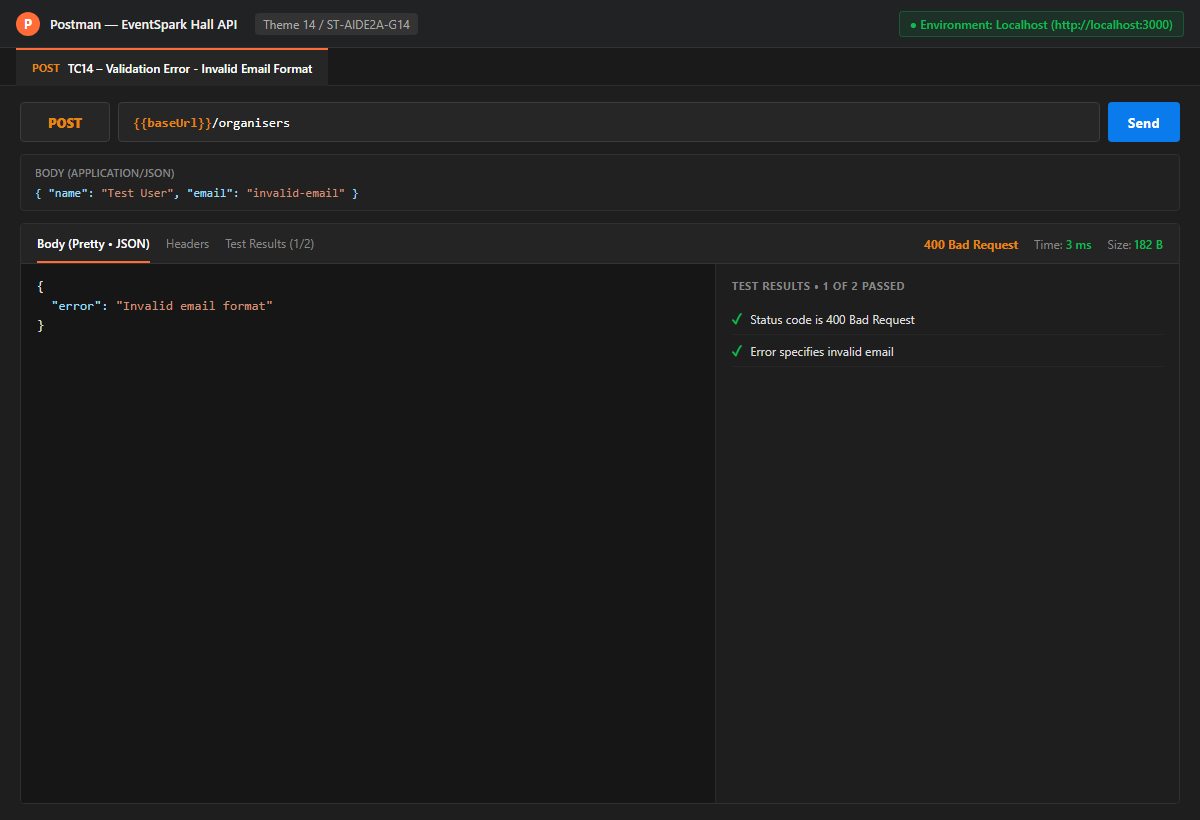 P Postman — EventSpark Hall API Theme 14 / ST-AIDE2A-G14 ● Environment: Localhost (http://localhost:3000)
POST TC14 – Validation Error - Invalid Email Format
POST {{baseUrl}}/organisers Send
BODY (APPLICATION/JSON)
{ "name": "Test User", "email": "invalid-email" }
Body (Pretty • JSON) Headers Test Results (1/2) 400 Bad Request Time: 3 ms Size: 182 B
{
"error": "Invalid email format"
}
TEST RESULTS • 1 OF 2 PASSED
✓ Status code is 400 Bad Request
✓ Error specifies invalid email